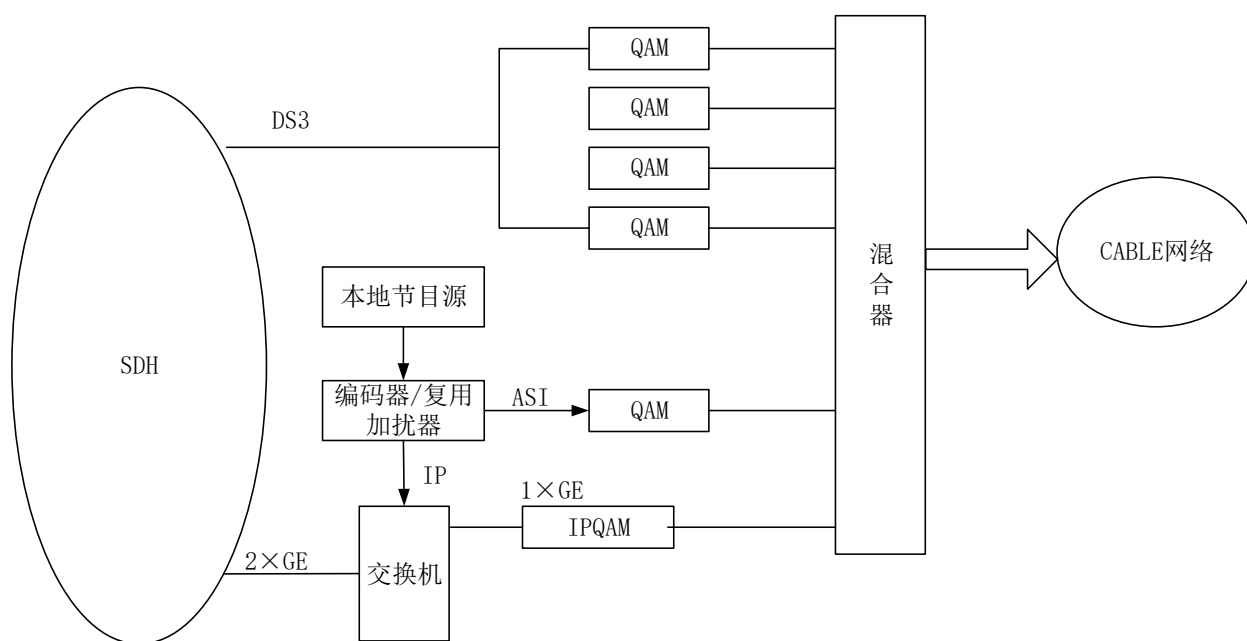 QAM
DS3
QAM
QAM
QAM
混合器
CABLE网络
本地节目源
SDH
编码器/复用
加扰器
ASI
QAM
IP
1×GE
IPQAM
2×GE
交换机